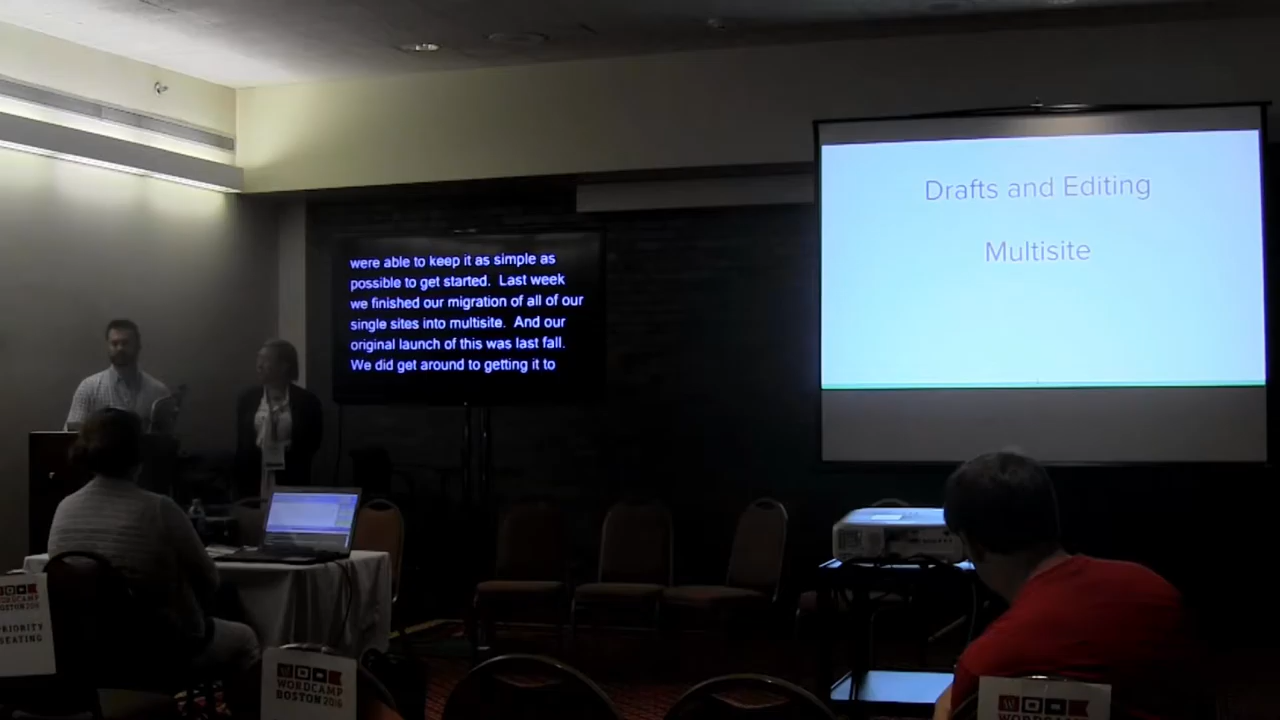 were able to keep it as simple as
possible to get started. Last week
we finished our migration of all of our
single sites into multisite. And our
original launch of this was last fall.
We did get around to getting it to
Drafts and Editing
Multisite
WORDCAMP
BOSTON 2016
PRIORITY
SEATING
WORDCAMP
BOSTON 2016
WORDCAMP